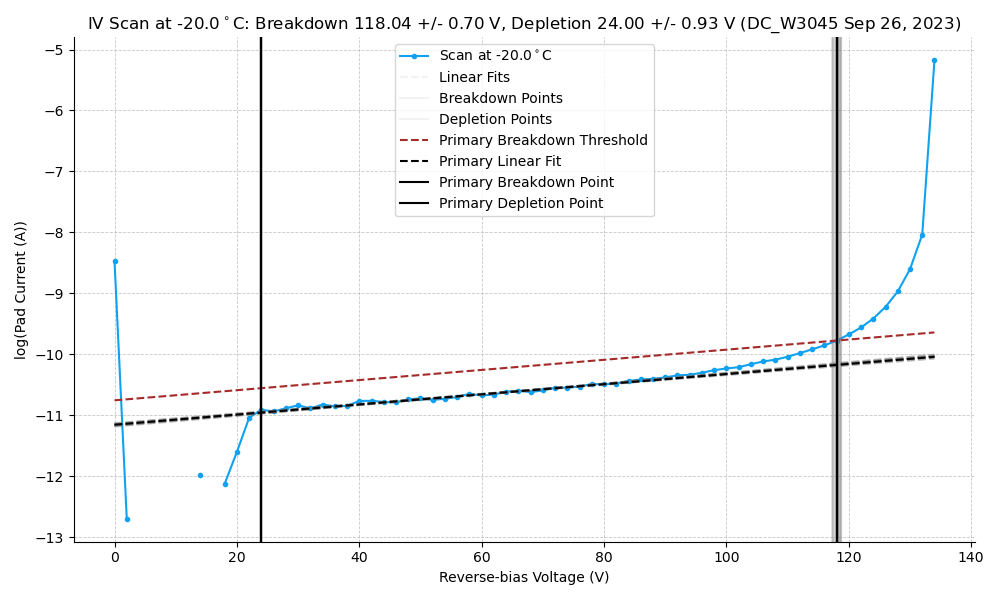 IV Scan at -20.0°C: Breakdown 118.04 +/- 0.70 V, Depletion 24.00 +/- 0.93 V (DC_W3045 Sep 26, 2023)
Scan at -20.0°C
Linear Fits
Breakdown Points
Depletion Points
Primary Breakdown Threshold
Primary Linear Fit
Primary Breakdown Point
Primary Depletion Point
log(Pad Current (A))
−5
−6
−7
−8
−9
−10
−11
−12
−13
0 20 40 60 80 100 120 140
Reverse-bias Voltage (V)